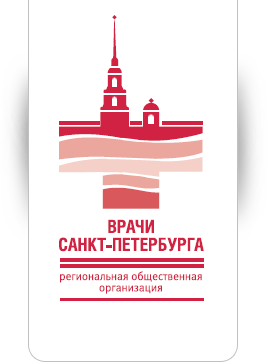 ВРАЧИ
САНКТ-ПЕТЕРБУРГА
региональная общественная
организация